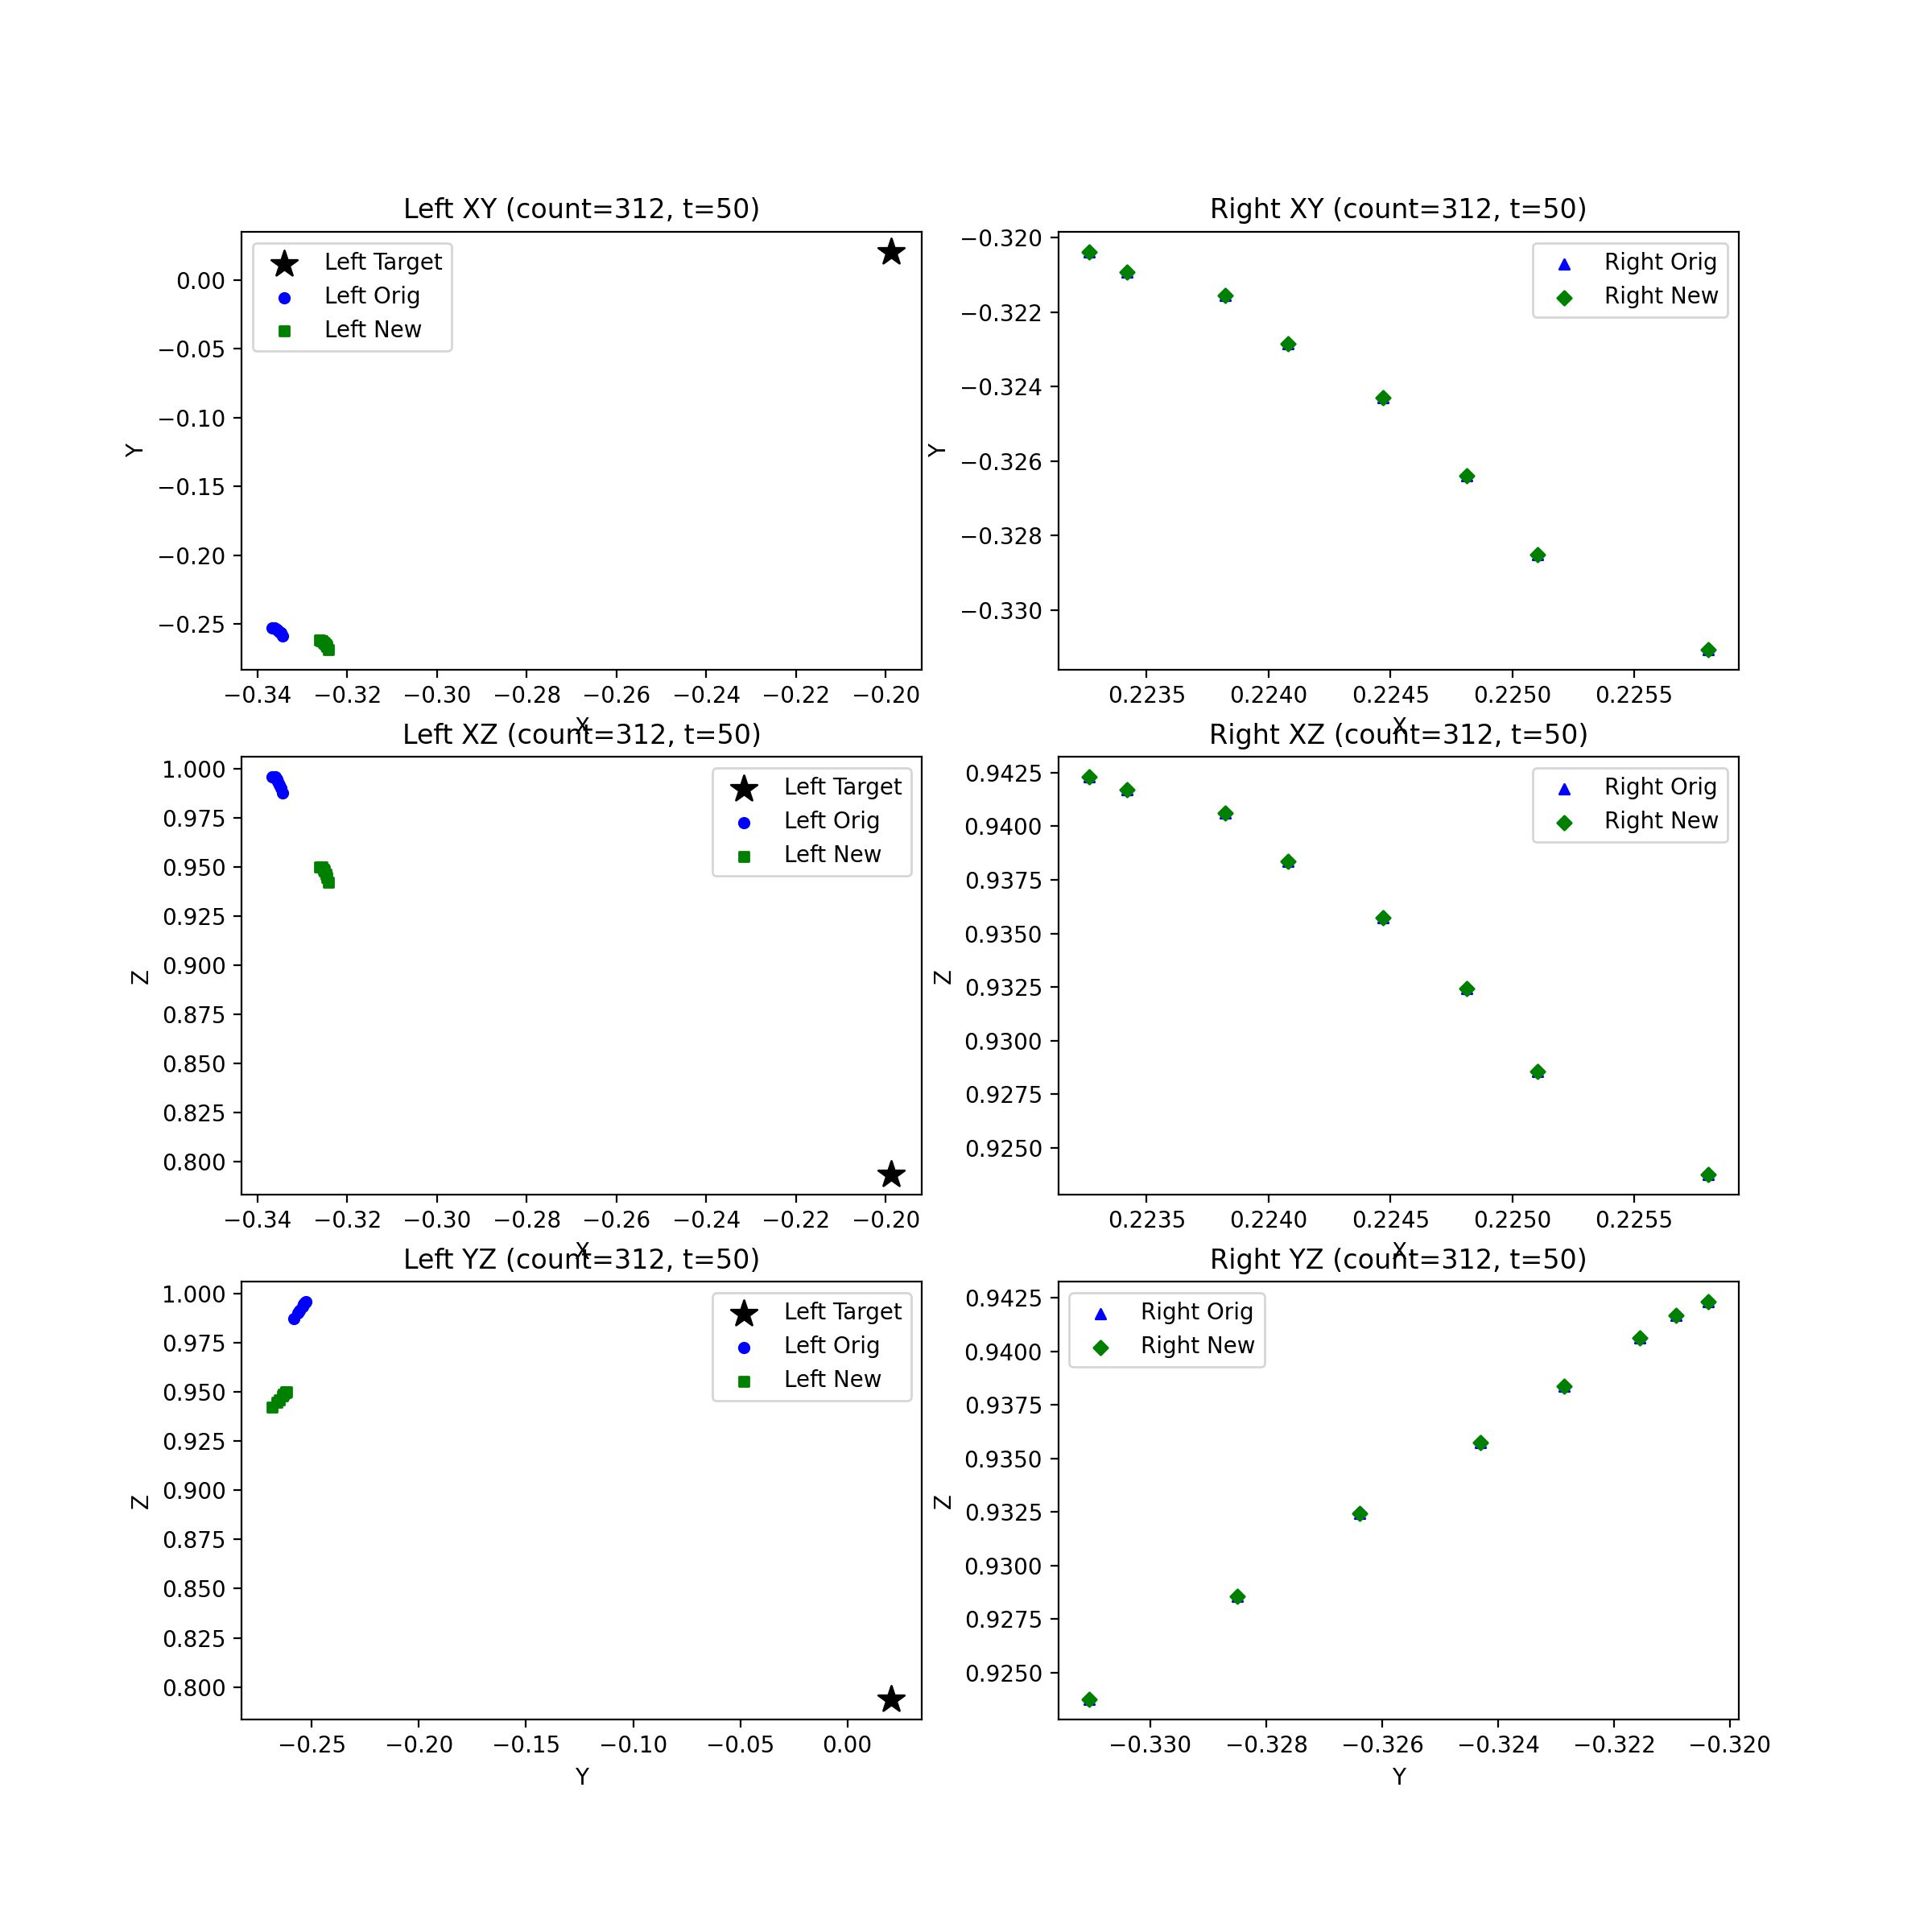 Left XY (count=312, t=50)
Left Target
Left Orig
Left New
0.00
−0.05
−0.10
−0.15
−0.20
−0.25
Y
−0.34 −0.32 −0.30 −0.28 −0.26 −0.24 −0.22 −0.20
X
Right XY (count=312, t=50)
Right Orig
Right New
−0.320
−0.322
−0.324
−0.326
−0.328
−0.330
Y
0.2235 0.2240 0.2245 0.2250 0.2255
X
Left XZ (count=312, t=50)
Left Target
Left Orig
Left New
1.000
0.975
0.950
0.925
0.900
0.875
0.850
0.825
0.800
Z
−0.34 −0.32 −0.30 −0.28 −0.26 −0.24 −0.22 −0.20
X
Right XZ (count=312, t=50)
Right Orig
Right New
0.9425
0.9400
0.9375
0.9350
0.9325
0.9300
0.9275
0.9250
Z
0.2235 0.2240 0.2245 0.2250 0.2255
X
Left YZ (count=312, t=50)
Left Target
Left Orig
Left New
1.000
0.975
0.950
0.925
0.900
0.875
0.850
0.825
0.800
Z
−0.25 −0.20 −0.15 −0.10 −0.05 0.00
Y
Right YZ (count=312, t=50)
Right Orig
Right New
0.9425
0.9400
0.9375
0.9350
0.9325
0.9300
0.9275
0.9250
Z
−0.330 −0.328 −0.326 −0.324 −0.322 −0.320
Y